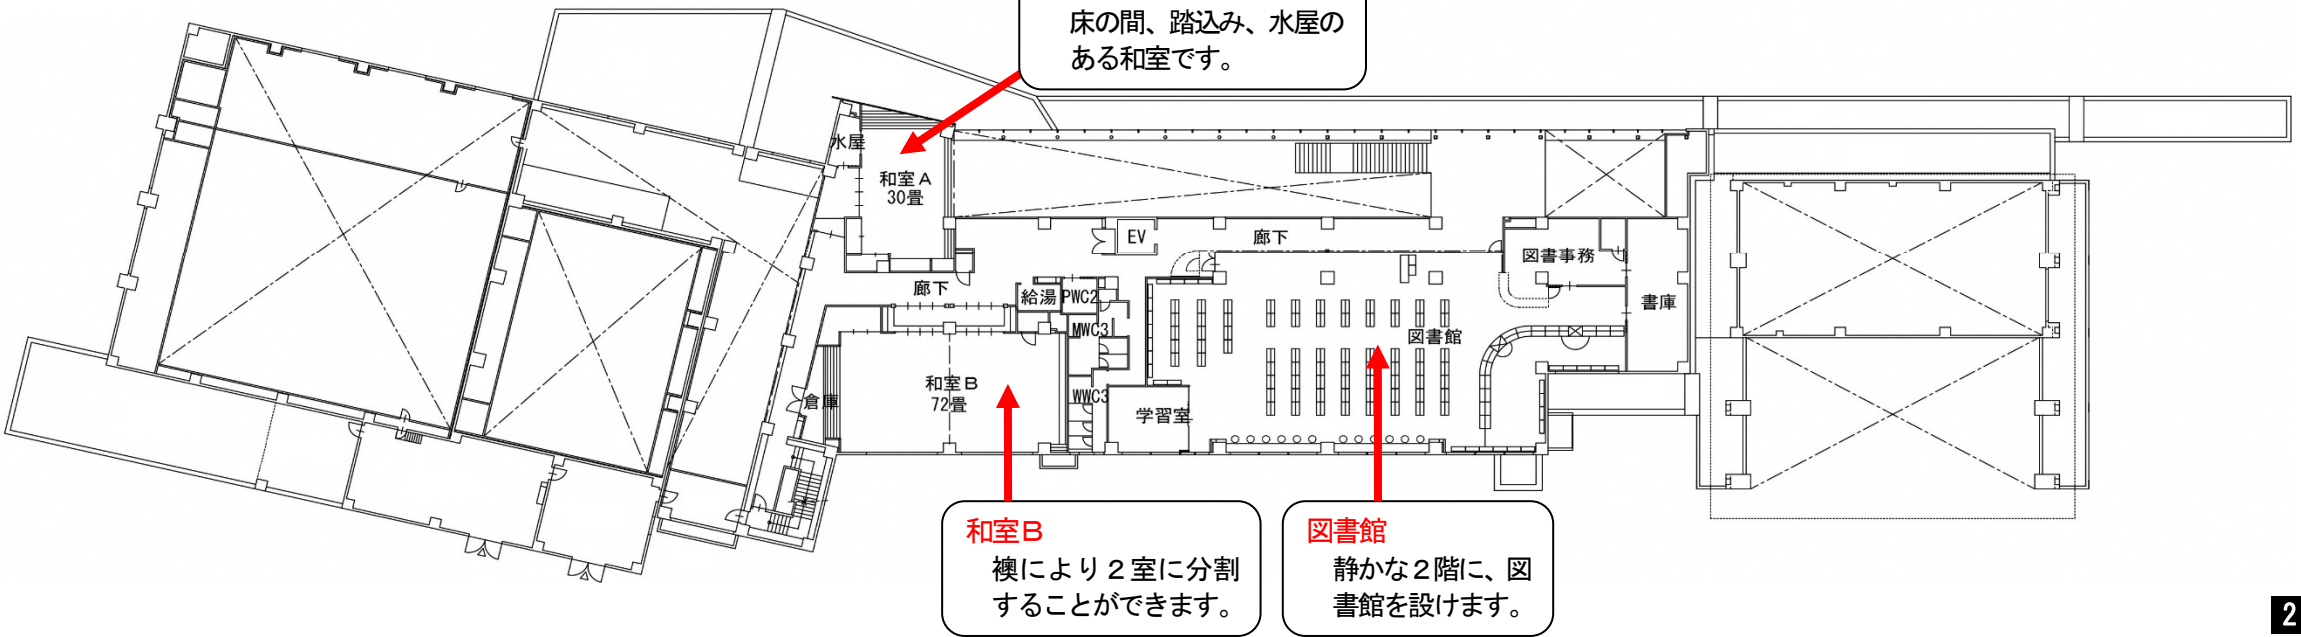 床の間、踏込み、水屋の
ある和室です。
水屋
和室A
30畳
EV
廊下
図書事務
書庫
廊下
給湯
PWC2
MWC3
図書館
和室B
72畳
倉庫
WWC3
学習室
和室B
襖により2室に分割
することができます。
図書館
静かな2階に、図
書館を設けます。
2